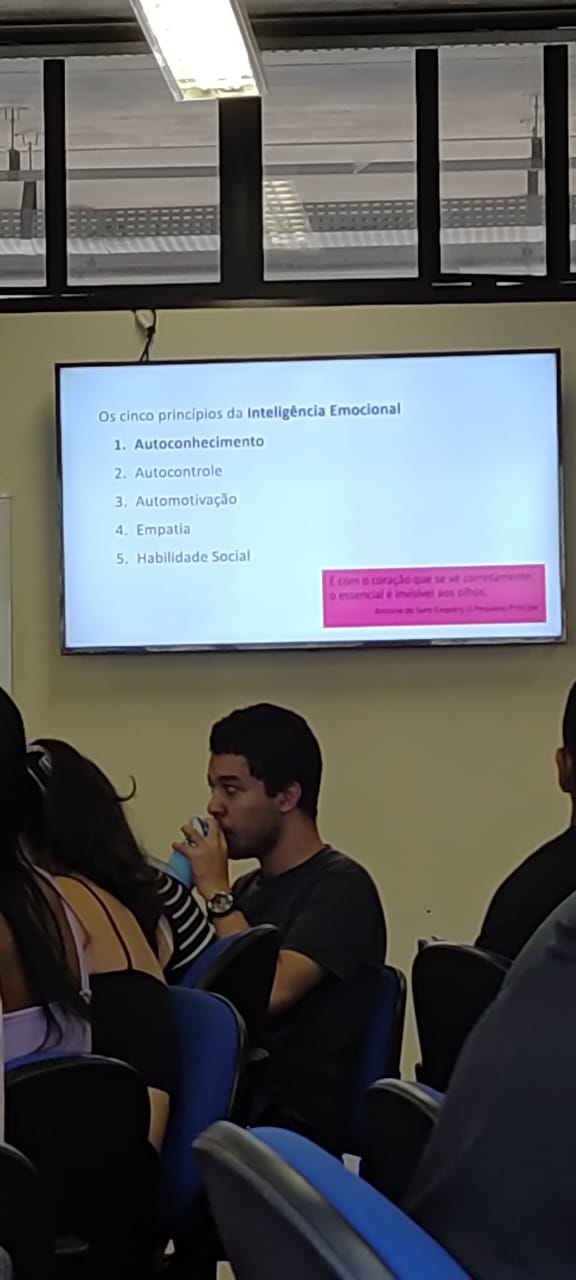 Os cinco princípios da Inteligência Emocional
1. Autoconhecimento
2. Autocontrole
3. Automotivação
4. Empatia
5. Habilidade Social
É com o coração que se vê corretamente;
o essencial é invisível aos olhos.
Antoine de Saint-Exupéry, O Pequeno Príncipe